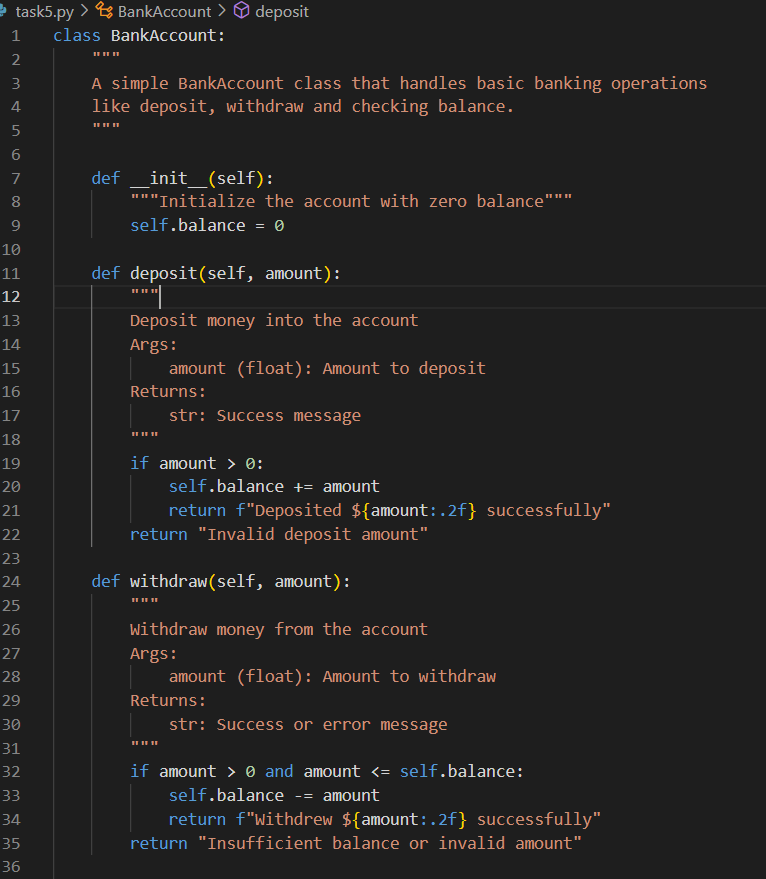 task5.py > BankAccount > deposit
1 class BankAccount:
2     """
3     A simple BankAccount class that handles basic banking operations
4     like deposit, withdraw and checking balance.
5     """
6
7     def __init__(self):
8         """Initialize the account with zero balance"""
9         self.balance = 0
10
11     def deposit(self, amount):
12         """
13         Deposit money into the account
14         Args:
15             amount (float): Amount to deposit
16         Returns:
17             str: Success message
18         """
19         if amount > 0:
20             self.balance += amount
21             return f"Deposited ${amount:.2f} successfully"
22         return "Invalid deposit amount"
23
24     def withdraw(self, amount):
25         """
26         Withdraw money from the account
27         Args:
28             amount (float): Amount to withdraw
29         Returns:
30             str: Success or error message
31         """
32         if amount > 0 and amount <= self.balance:
33             self.balance -= amount
34             return f"Withdrew ${amount:.2f} successfully"
35         return "Insufficient balance or invalid amount"
36